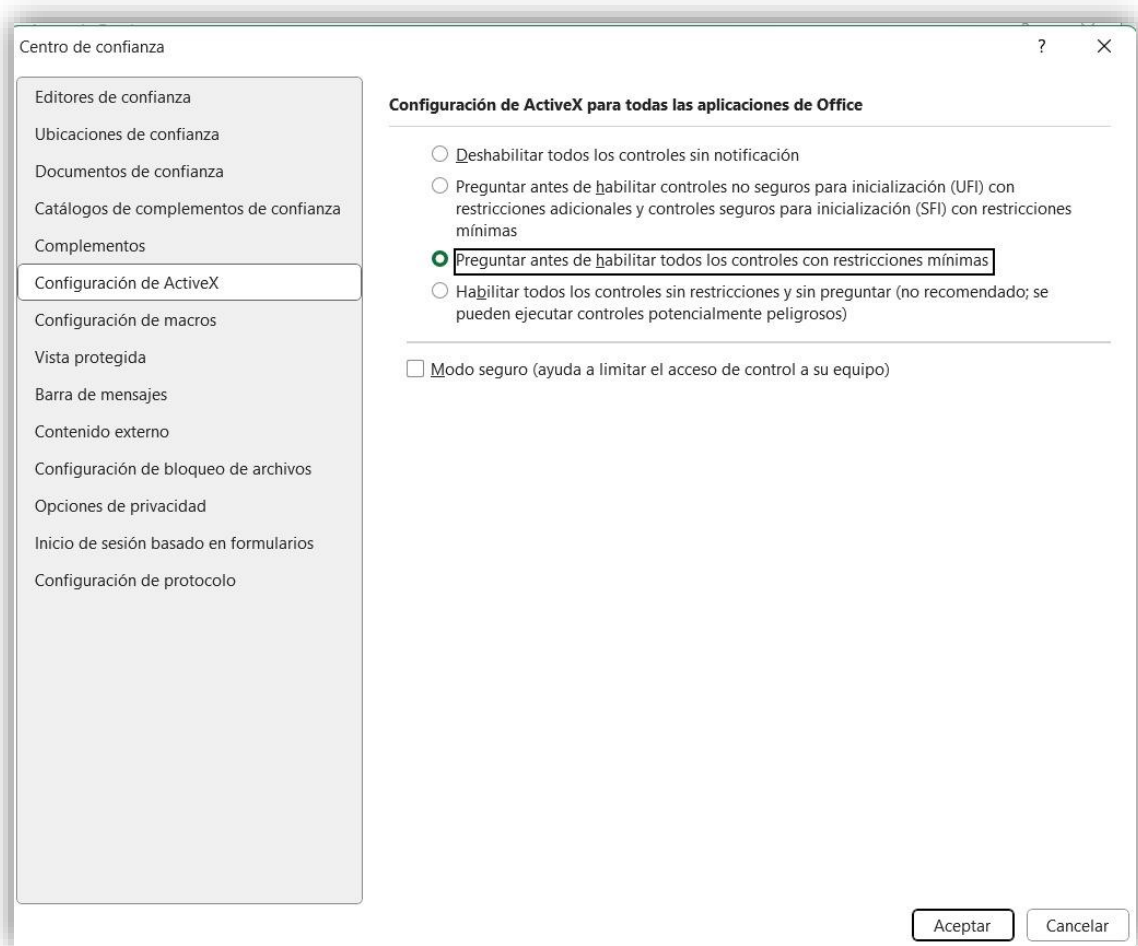 Centro de confianza
?
Editores de confianza
Ubicaciones de confianza
Documentos de confianza
Catálogos de complementos de confianza
Complementos
Configuración de ActiveX
Configuración de macros
Vista protegida
Barra de mensajes
Contenido externo
Configuración de bloqueo de archivos
Opciones de privacidad
Inicio de sesión basado en formularios
Configuración de protocolo
Configuración de ActiveX para todas las aplicaciones de Office
Deshabilitar todos los controles sin notificación
Preguntar antes de habilitar controles no seguros para inicialización (UFI) con
restricciones adicionales y controles seguros para inicialización (SFI) con restricciones
mínimas
Preguntar antes de habilitar todos los controles con restricciones mínimas
Habilitar todos los controles sin restricciones y sin preguntar (no recomendado; se
pueden ejecutar controles potencialmente peligrosos)
Modo seguro (ayuda a limitar el acceso de control a su equipo)
Aceptar
Cancelar